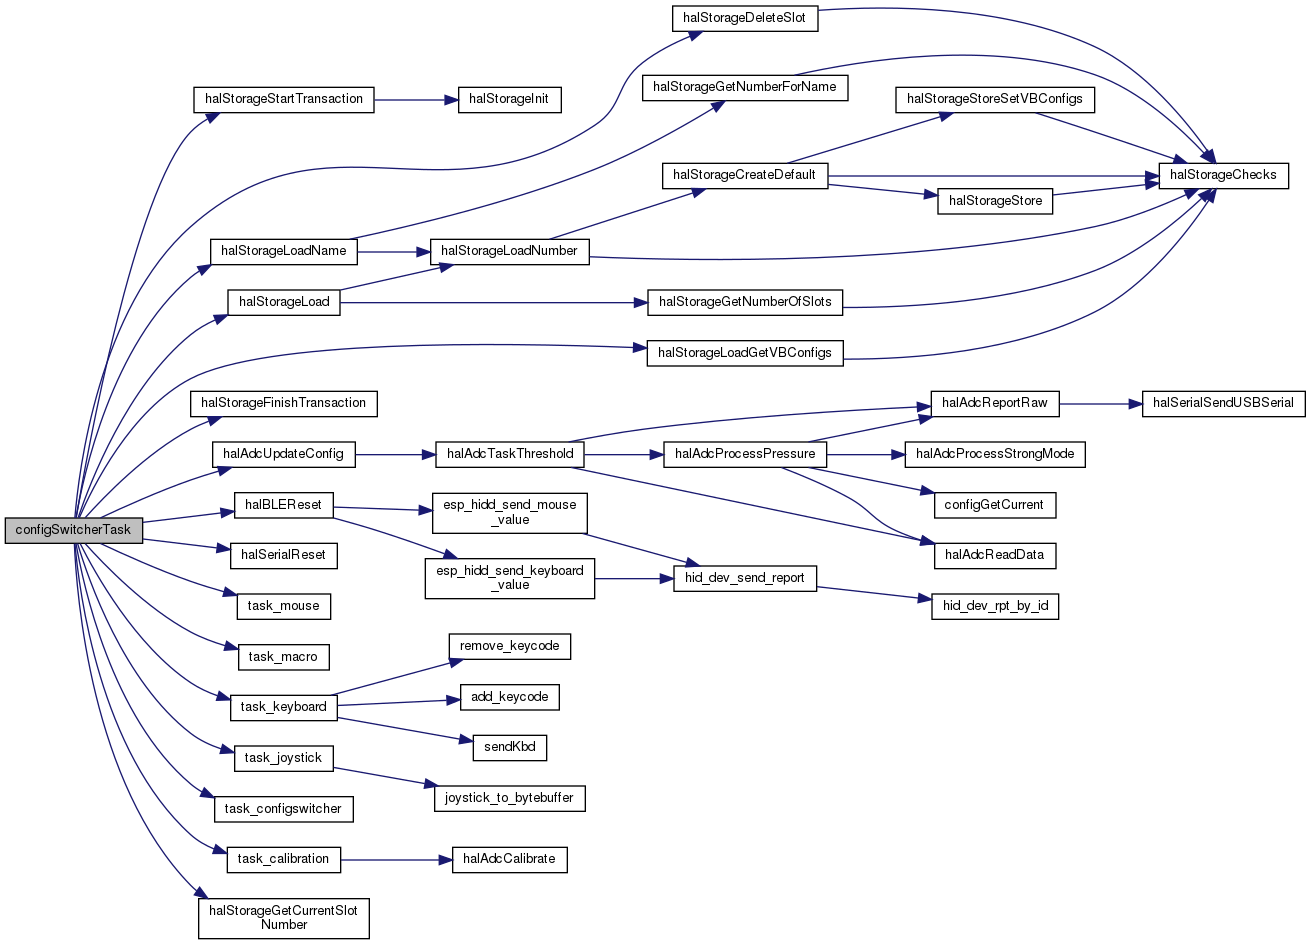 halStorageDeleteSlot
halStorageGetNumberForName
halStorageStartTransaction
halStorageInit
halStorageStoreSetVBConfigs
halStorageCreateDefault
halStorageChecks
halStorageStore
halStorageLoadName
halStorageLoadNumber
halStorageLoad
halStorageGetNumberOfSlots
halStorageLoadGetVBConfigs
halStorageFinishTransaction
halAdcReportRaw
halSerialSendUSBSerial
halAdcUpdateConfig
halAdcTaskThreshold
halAdcProcessPressure
halAdcProcessStrongMode
halBLEReset
esp_hidd_send_mouse
_value
configGetCurrent
configSwitcherTask
halSerialReset
halAdcReadData
esp_hidd_send_keyboard
_value
hid_dev_send_report
task_mouse
hid_dev_rpt_by_id
task_macro
remove_keycode
task_keyboard
add_keycode
sendKbd
task_joystick
joystick_to_bytebuffer
task_configswitcher
task_calibration
halAdcCalibrate
halStorageGetCurrentSlot
Number